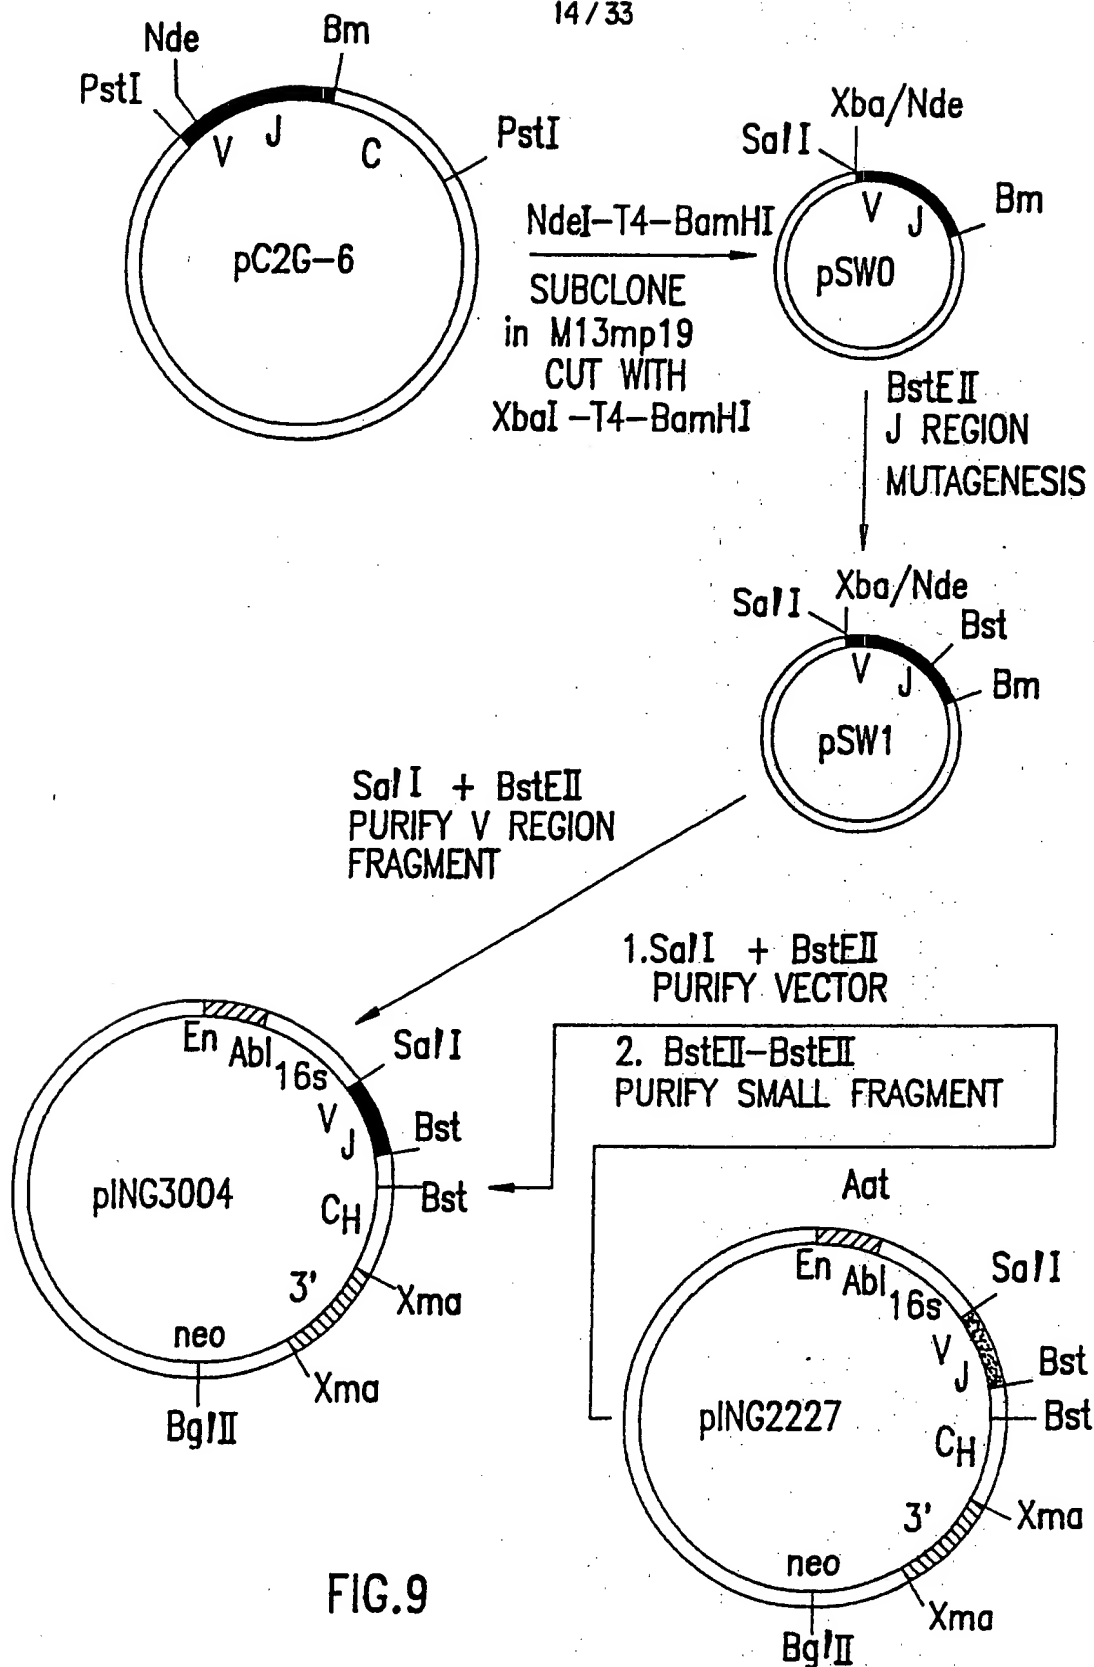 14/33
Nde
Bm
PstI
PstI
V
J
C
pC2G-6
NdeI-T4-BamHI
SUBCLONE
in M13mp19
CUT WITH
XbaI-T4-BamHI
Xba/Nde
SalI
Bm
V
J
pSW0
BstEII
J REGION
MUTAGENESIS
Xba/Nde
SalI
Bst
Bm
V
J
pSW1
SalI + BstEII
PURIFY V REGION
FRAGMENT
1.SalI + BstEII
PURIFY VECTOR
2. BstEII-BstEII
PURIFY SMALL FRAGMENT
En
Abl
16s
SalI
V
J
Bst
Bst
pING3004
CH
3'
Xma
neo
Xma
BglII
Aat
En
Abl
16s
SalI
V
J
Bst
Bst
pING2227
CH
3'
Xma
neo
Xma
BglII
FIG.9